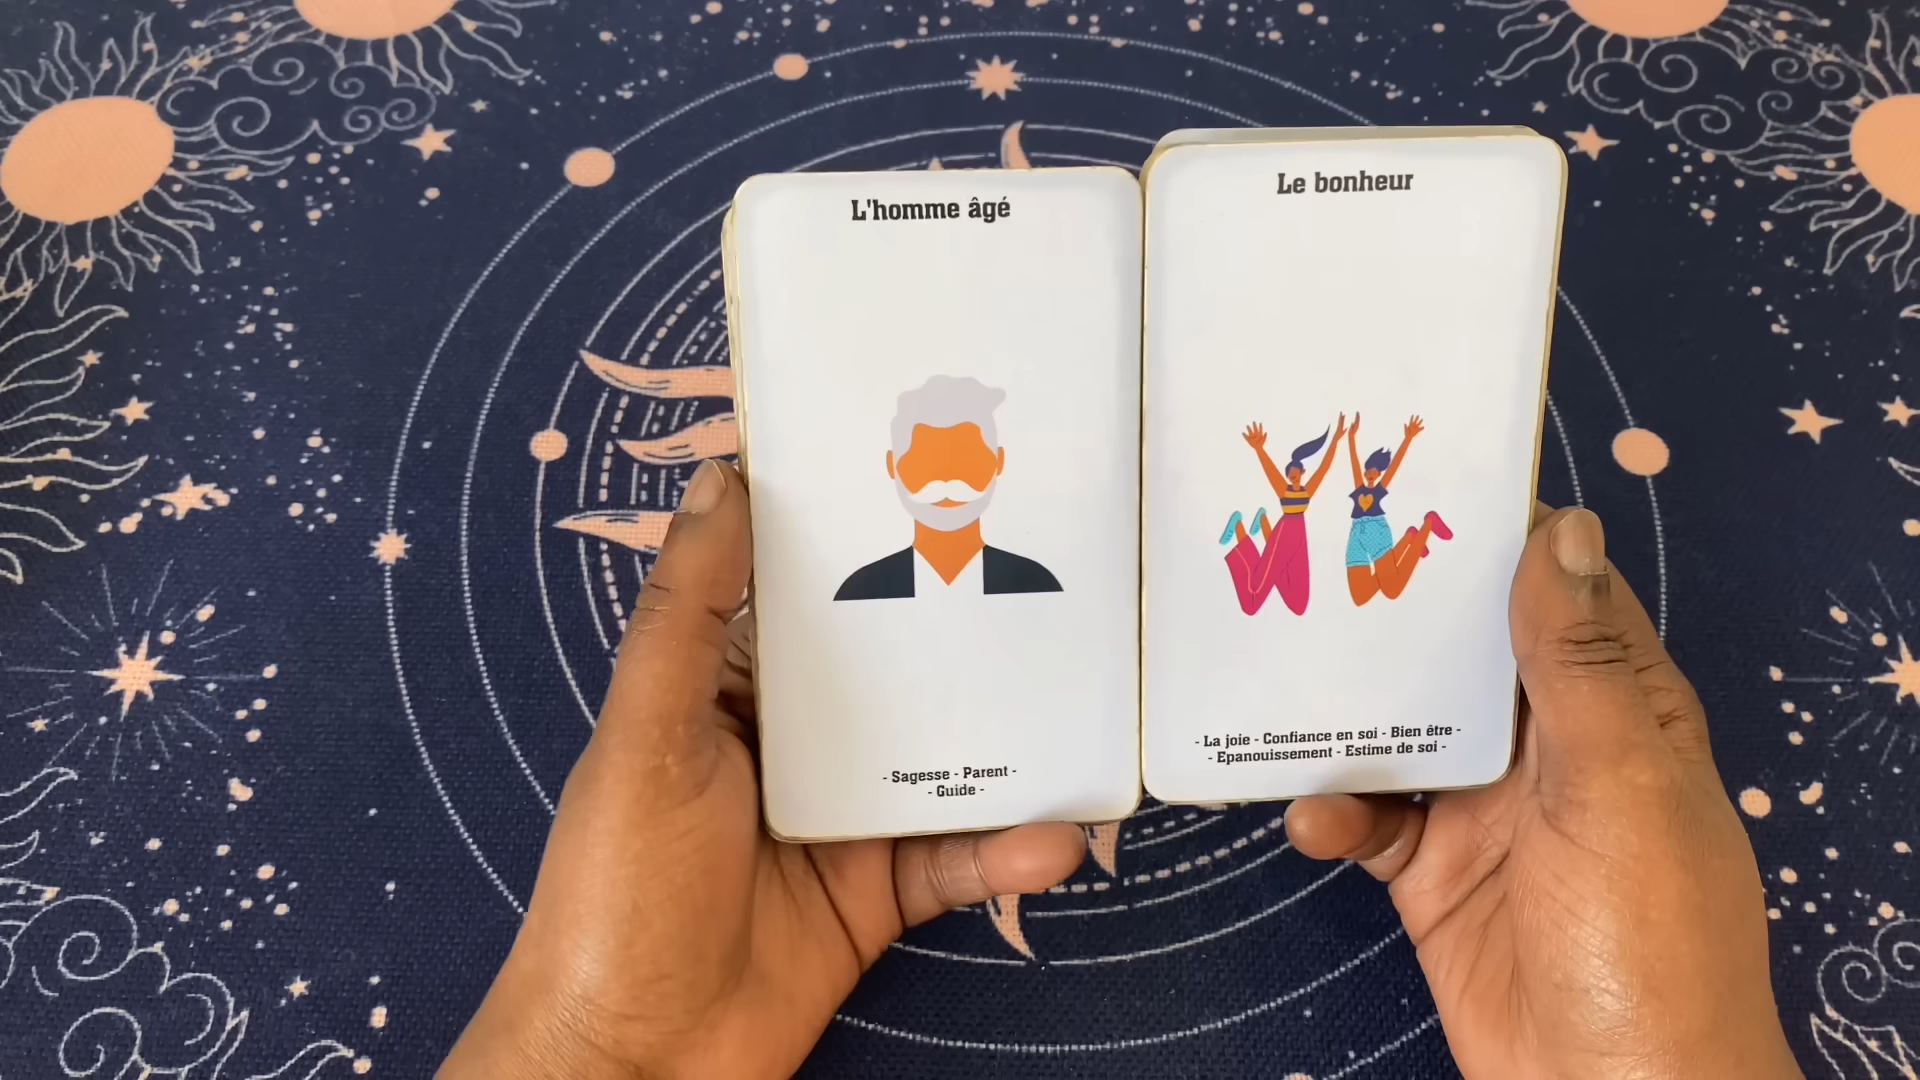 L'homme âgé
- Sagesse - Parent -
- Guide -
Le bonheur
- La joie - Confiance en soi - Bien être -
- Epanouissement - Estime de soi -